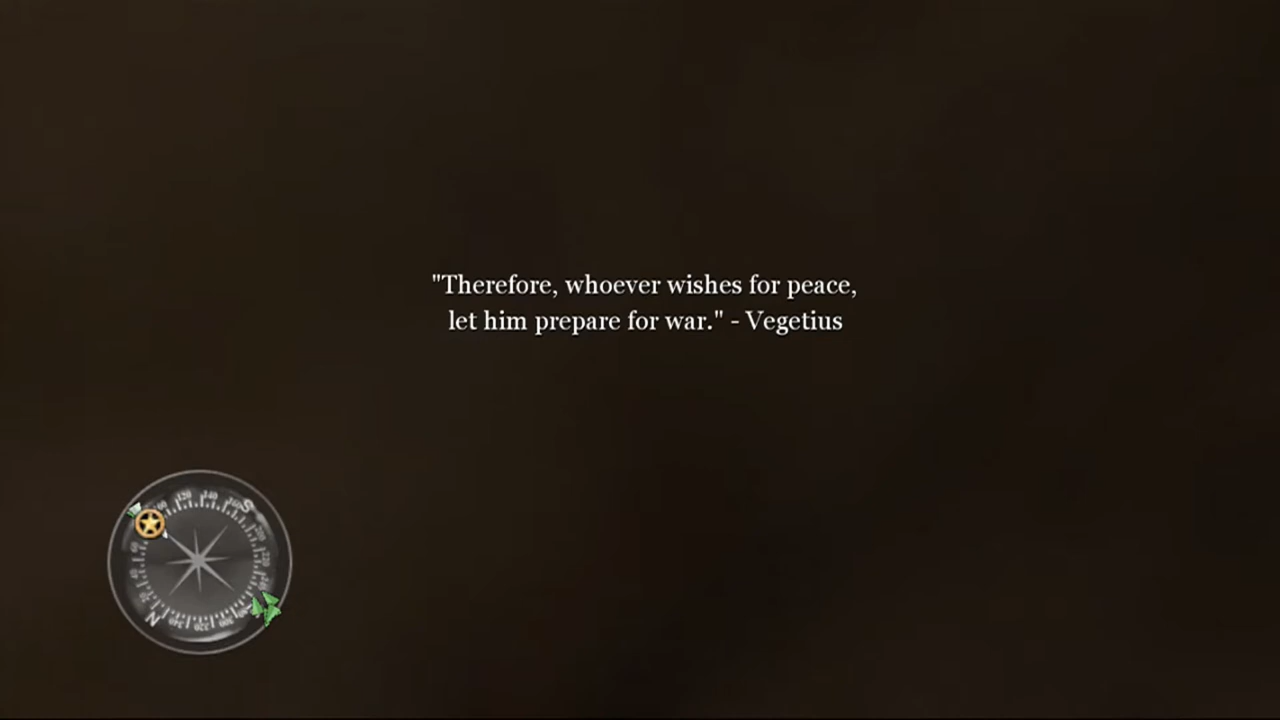 "Therefore, whoever wishes for peace,
let him prepare for war." - Vegetius
S
N